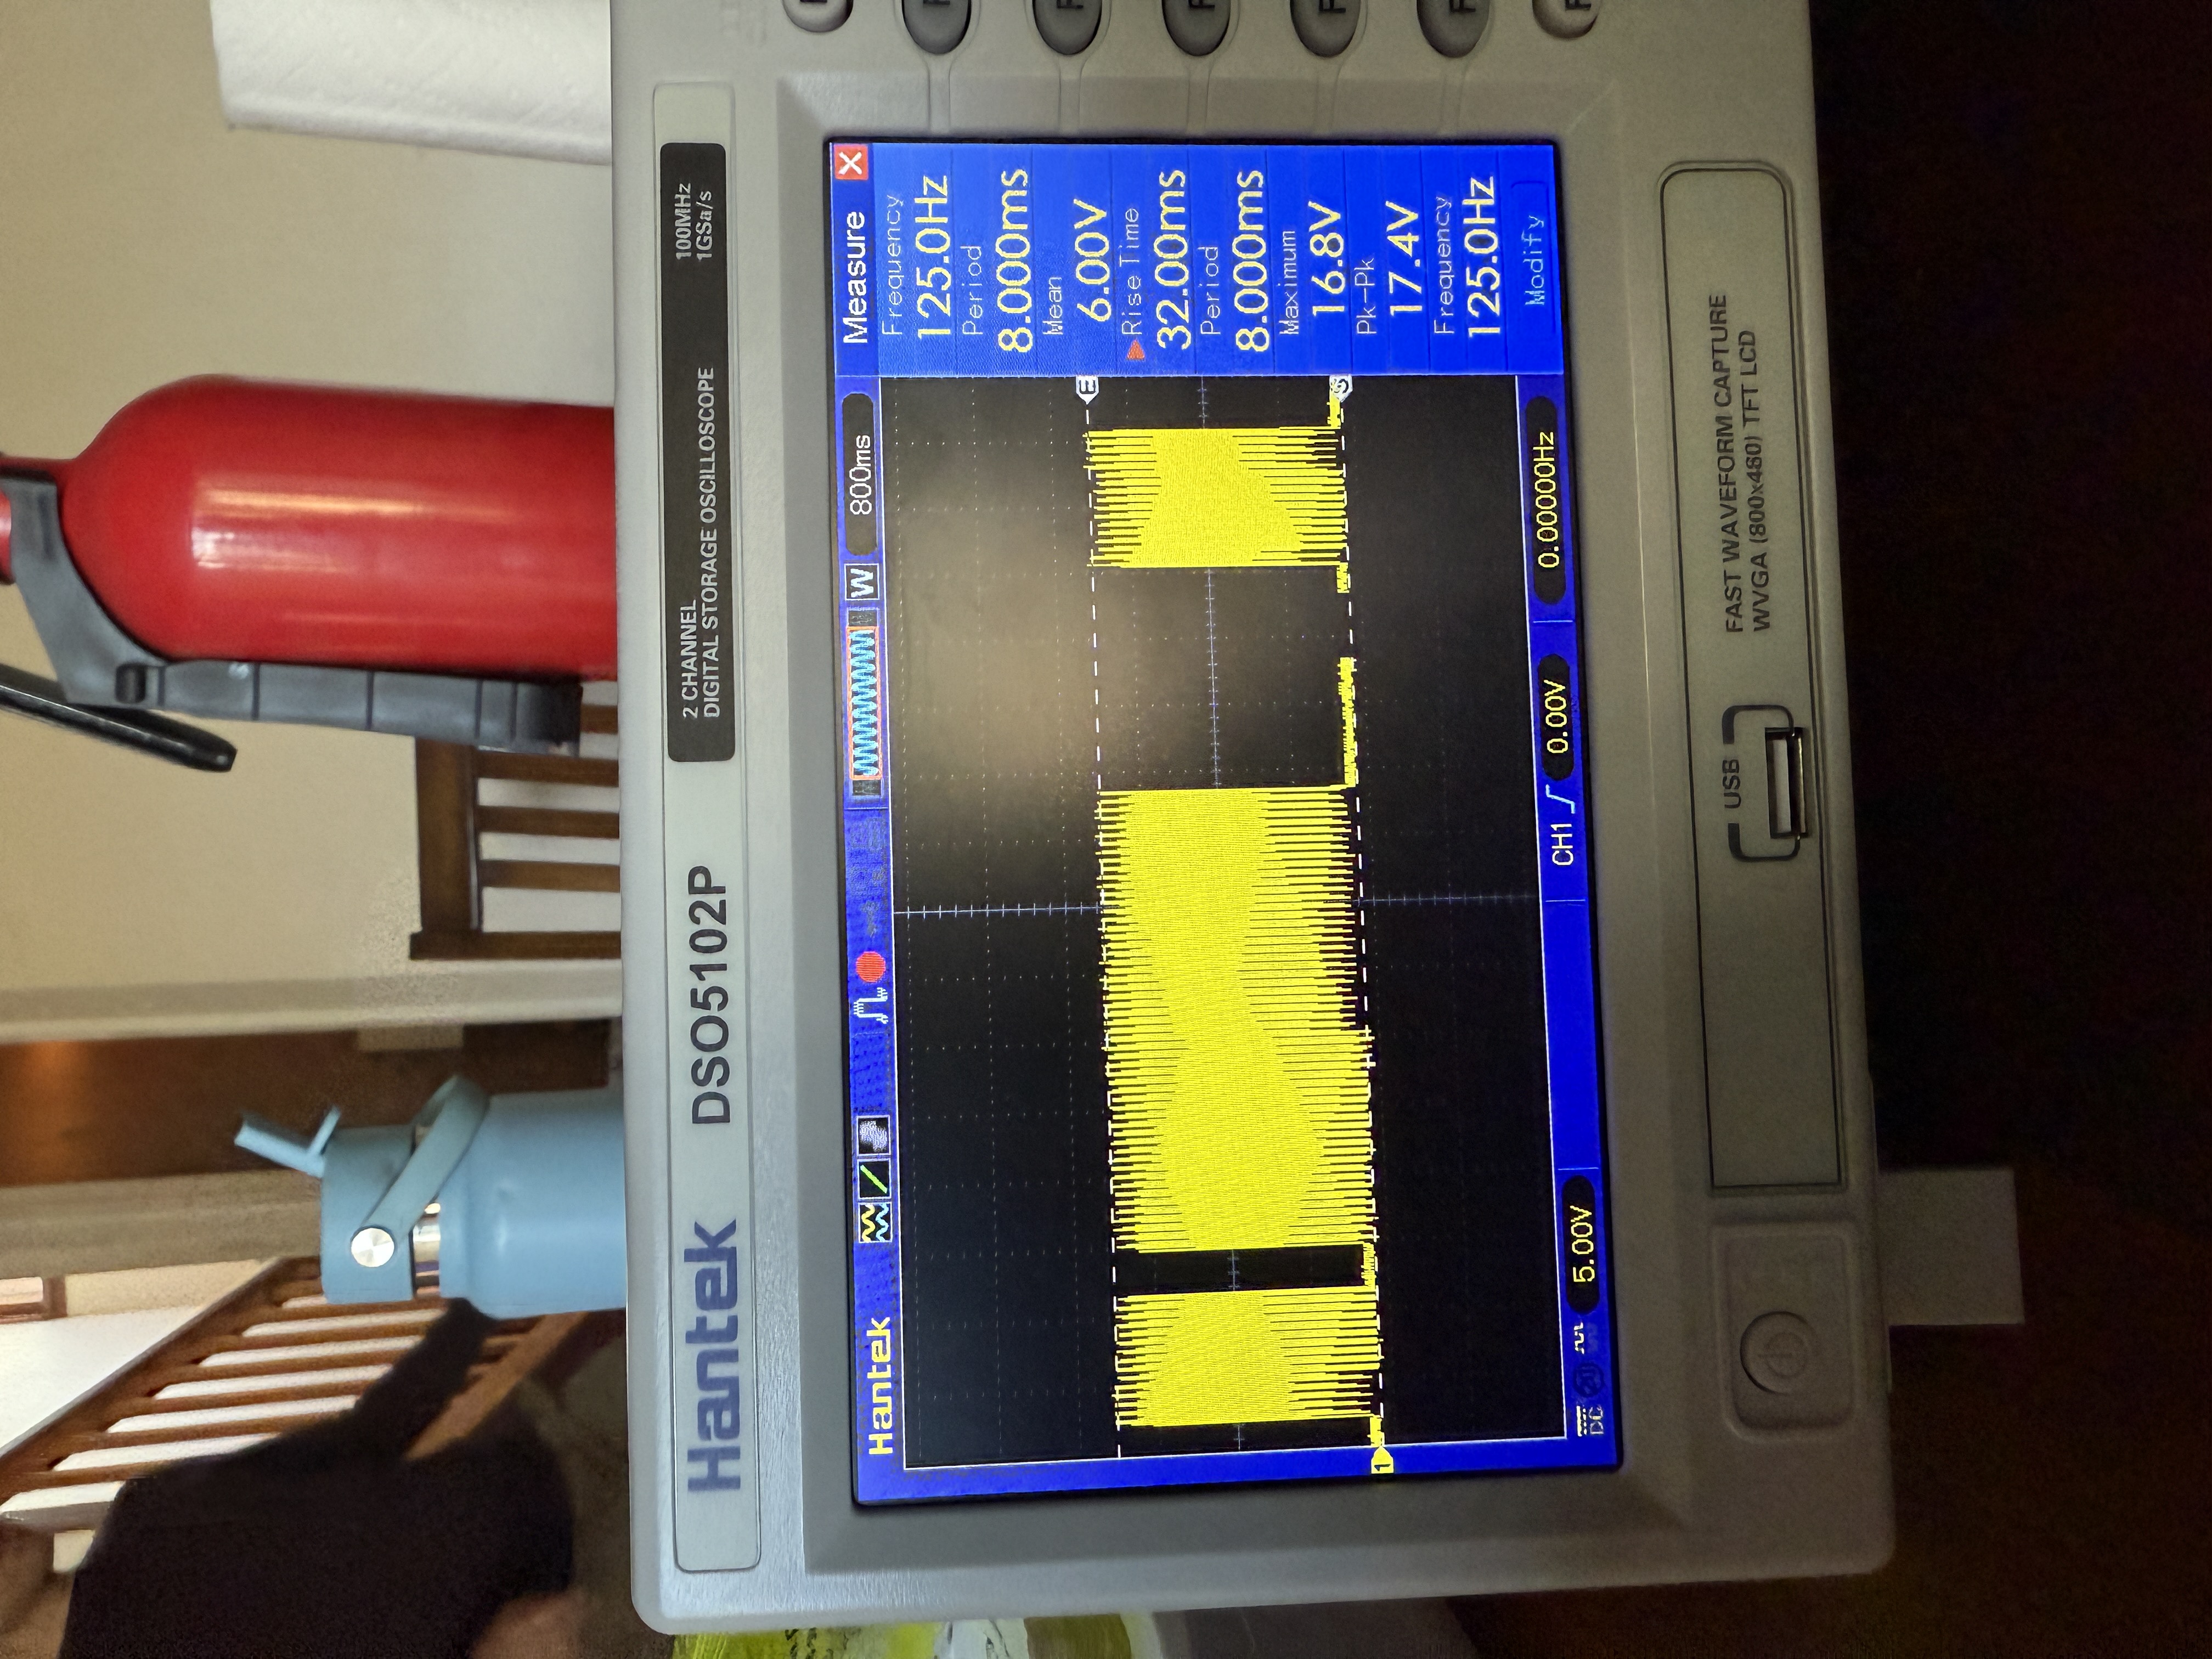 Hantek DSO5102P
2 CHANNEL
DIGITAL STORAGE OSCILLOSCOPE
100MHz
1GSa/s
Hantek
W 800ms
Measure X
Frequency
125.0Hz
Period
8.000ms
Mean
6.00V
Rise Time
32.00ms
Period
8.000ms
Maximum
16.8V
Pk-Pk
17.4V
Frequency
125.0Hz
Modify
E
S
1
DC 5.00V
CH1 0.00V
0.00000Hz
USB
FAST WAVEFORM CAPTURE
WVGA (800x480) TFT LCD